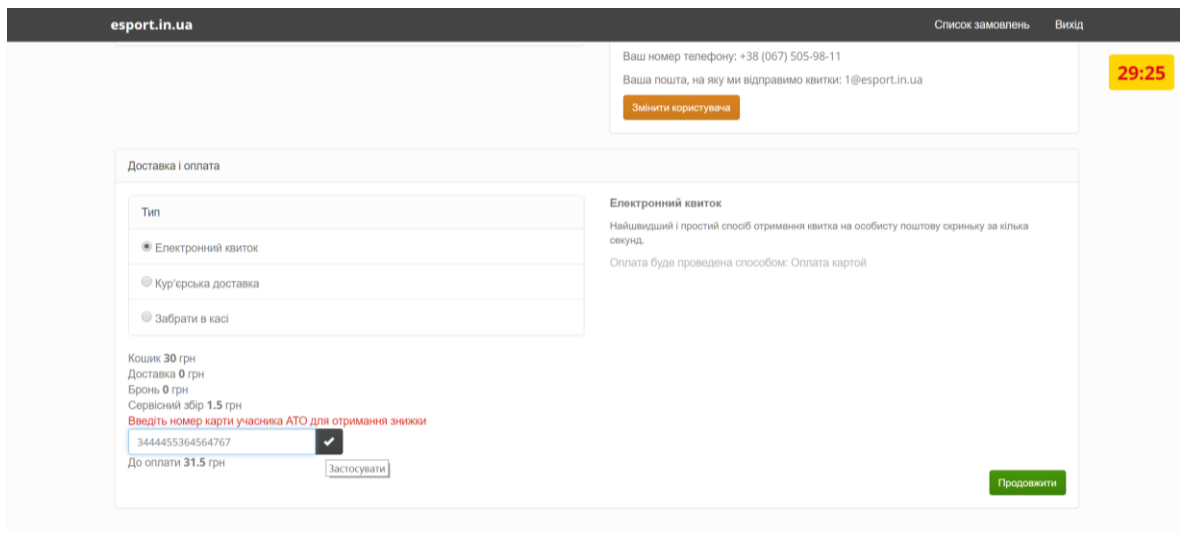 esport.in.ua
Список замовлень Вихід
Ваш номер телефону: +38 (067) 505-98-11
29:25
Ваша пошта, на яку ми відправимо квитки: 1@esport.in.ua
Змінити користувача
Доставка і оплата
Тип
Електронний квиток
Кур'єрська доставка
Забрати в касі
Електронний квиток
Найшвидший і простий спосіб отримання квитка на особисту поштову скриньку за кілька
секунд.
Оплата буде проведена способом: Оплата картой
Кошик 30 грн
Доставка 0 грн
Бронь 0 грн
Сервісний збір 1.5 грн
Введіть номер карти учасника АТО для отримання знижки
3444455364564767
До оплати 31.5 грн
Застосувати
Продовжити